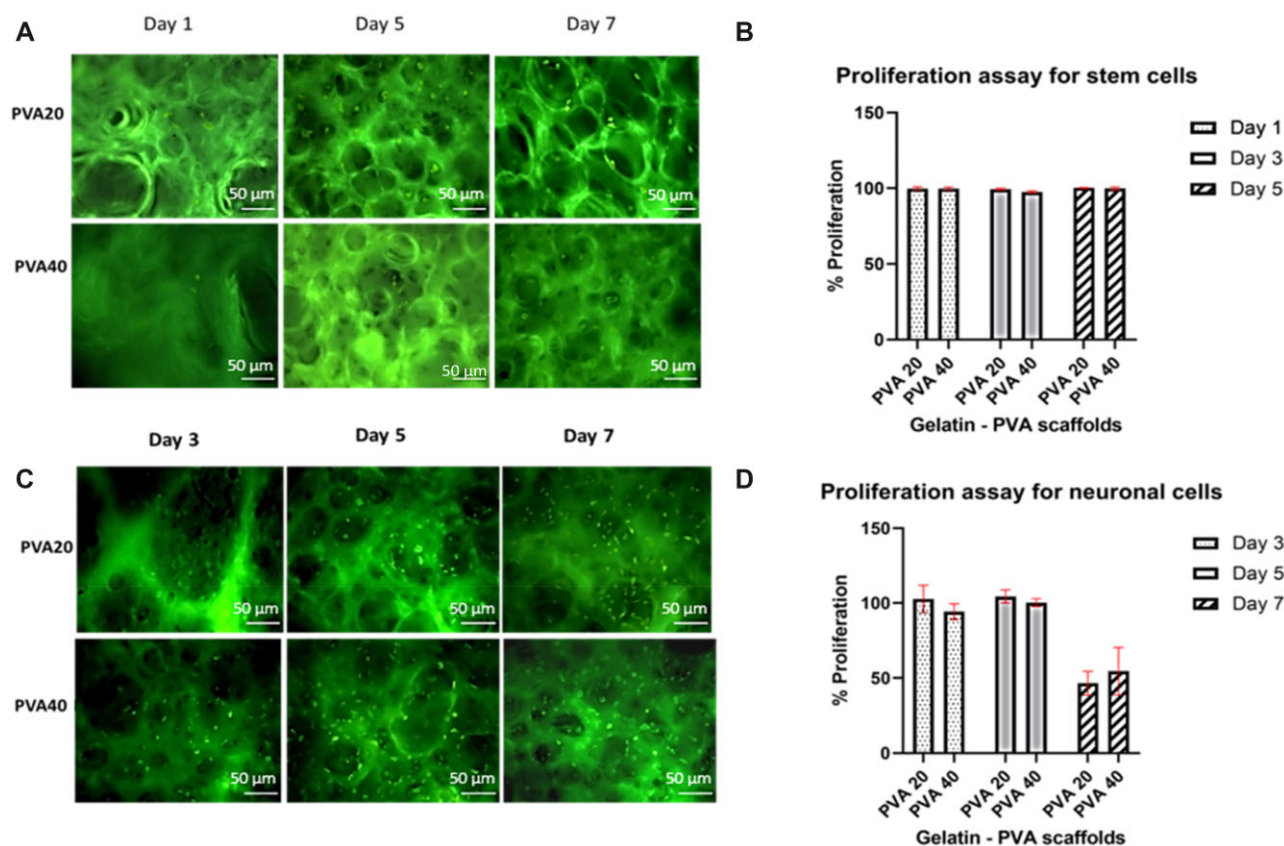 A
Day 1
Day 5
Day 7
PVA20
50 µm
50 µm
50 µm
PVA40
50 µm
50 µm
50 µm
B
Proliferation assay for stem cells
% Proliferation
150
100
50
0
PVA 20
PVA 40
PVA 20
PVA 40
PVA 20
PVA 40
Gelatin - PVA scaffolds
Day 1
Day 3
Day 5
C
Day 3
Day 5
Day 7
PVA20
50 µm
50 µm
50 µm
PVA40
50 µm
50 µm
50 µm
D
Proliferation assay for neuronal cells
% Proliferation
150
100
50
0
PVA 20
PVA 40
PVA 20
PVA 40
PVA 20
PVA 40
Gelatin - PVA scaffolds
Day 3
Day 5
Day 7